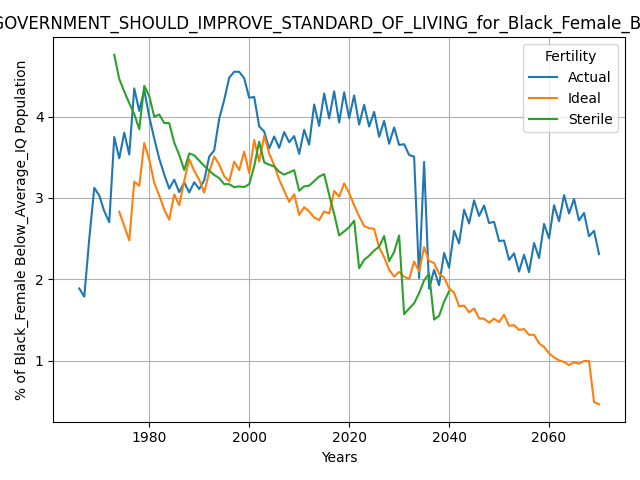 GOVERNMENT_SHOULD_IMPROVE_STANDARD_OF_LIVING_for_Black_Female_B
Fertility
Actual
Ideal
Sterile
% of Black_Female Below_Average_IQ Population
4
3
2
1
1980 2000 2020 2040 2060
Years